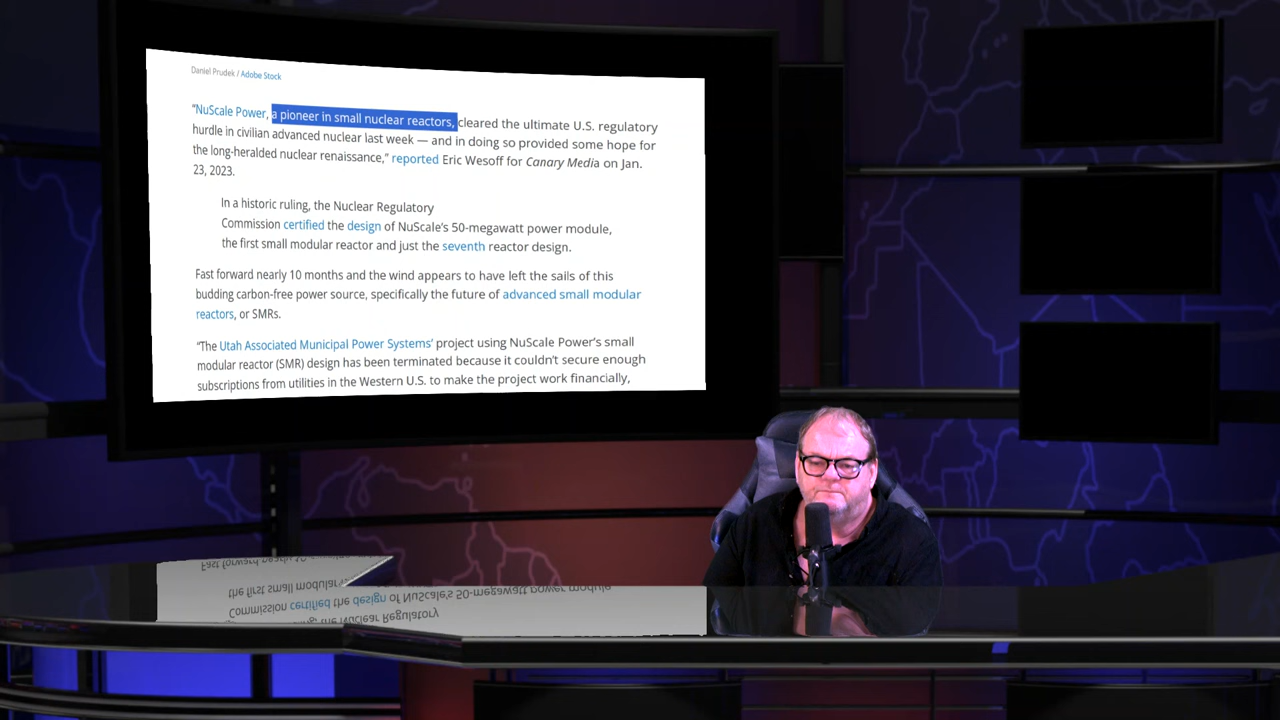 Daniel Prudek / Adobe Stock
“NuScale Power, a pioneer in small nuclear reactors, cleared the ultimate U.S. regulatory
hurdle in civilian advanced nuclear last week — and in doing so provided some hope for
the long-heralded nuclear renaissance,” reported Eric Wesoff for Canary Media on Jan.
23, 2023.
In a historic ruling, the Nuclear Regulatory
Commission certified the design of NuScale’s 50-megawatt power module,
the first small modular reactor and just the seventh reactor design.
Fast forward nearly 10 months and the wind appears to have left the sails of this
budding carbon-free power source, specifically the future of advanced small modular
reactors, or SMRs.
“The Utah Associated Municipal Power Systems’ project using NuScale Power’s small
modular reactor (SMR) design has been terminated because it couldn’t secure enough
subscriptions from utilities in the Western U.S. to make the project work financially,